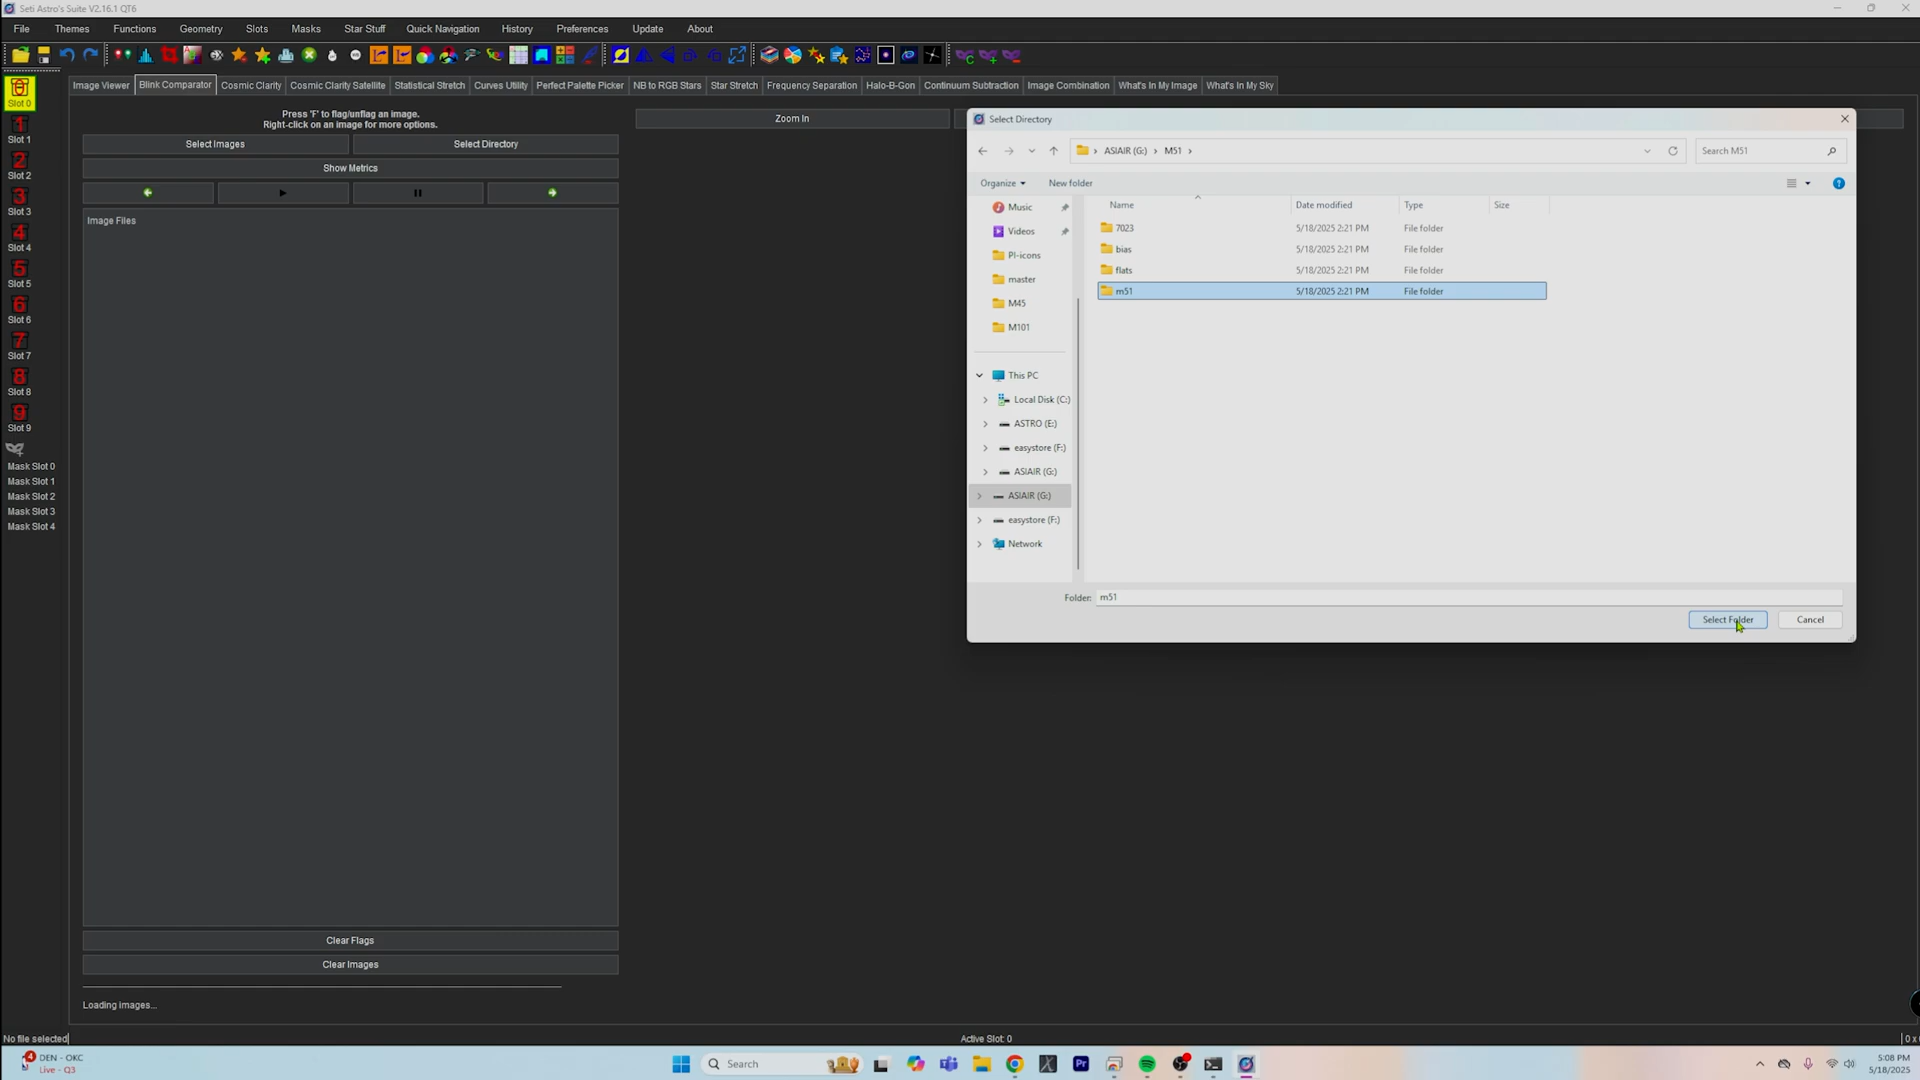 Seti Astro's Suite V2.16.1 QT6
File Themes Functions Geometry Slots Masks Star Stuff Quick Navigation History Preferences Update About
Slot 0
Slot 1
Slot 2
Slot 3
Slot 4
Slot 5
Slot 6
Slot 7
Slot 8
Slot 9
Mask Slot 0
Mask Slot 1
Mask Slot 2
Mask Slot 3
Mask Slot 4
Image Viewer Blink Comparator Cosmic Clarity Cosmic Clarity Satellite Statistical Stretch Curves Utility Perfect Palette Picker NB to RGB Stars Star Stretch Frequency Separation Halo-B-Gon Continuum Subtraction Image Combination What's In My Image What's In My Sky
Press 'F' to flag/unflag an image.
Right-click on an image for more options.
Select Images Select Directory
Show Metrics
Image Files
Clear Flags
Clear Images
Loading images...
Zoom In
Select Directory
ASIAIR (G:) › M51 ›
Search M51
Organize New folder
Music
Videos
PI-icons
master
M45
M101
This PC
Local Disk (C:)
ASTRO (E:)
easystore (F:)
ASIAIR (G:)
ASIAIR (G:)
easystore (F:)
Network
Name Date modified Type Size
7023 5/18/2025 2:21 PM File folder
bias 5/18/2025 2:21 PM File folder
flats 5/18/2025 2:21 PM File folder
m51 5/18/2025 2:21 PM File folder
Folder: m51
Select Folder Cancel
No file selected
Active Slot: 0
0 x
4
DEN - OKC
Live - Q3
Search
Pr
5:08 PM
5/18/2025